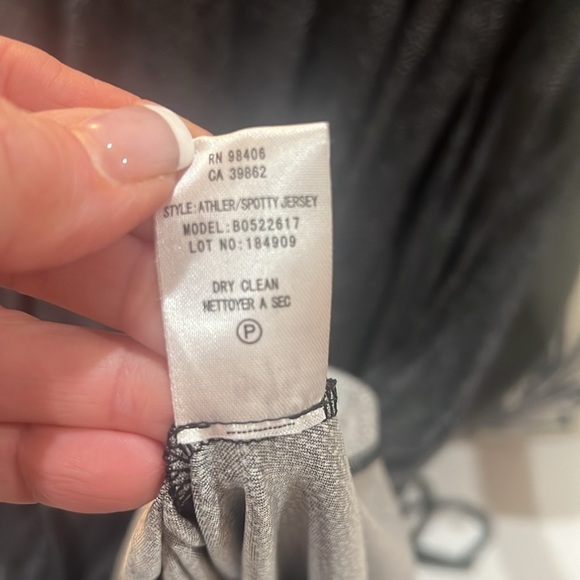 RN 98406
CA 39862
STYLE:ATHLER/SPOTTY JERSEY
MODEL:B0522617
LOT NO:184909
DRY CLEAN
NETTOYER A SEC
P